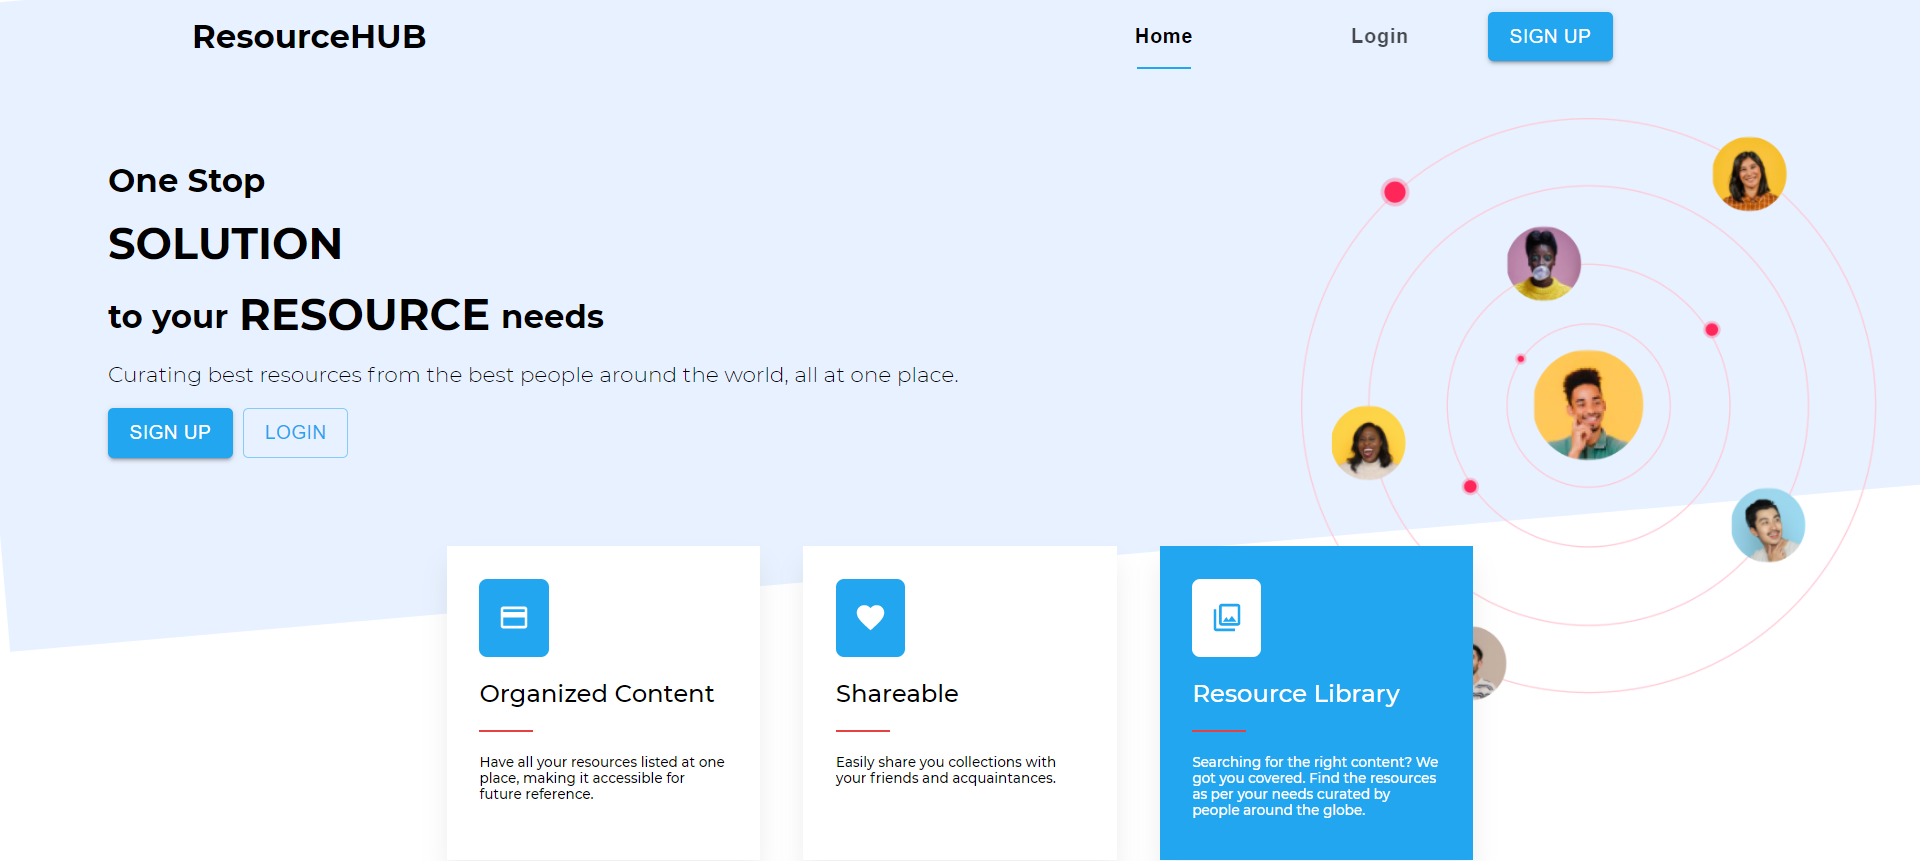 ResourceHUB
Home
Login
SIGN UP
One Stop
SOLUTION
to your RESOURCE needs
Curating best resources from the best people around the world, all at one place.
SIGN UP
LOGIN
Organized Content
Have all your resources listed at one
place, making it accessible for
future reference.
Shareable
Easily share you collections with
your friends and acquaintances.
Resource Library
Searching for the right content? We
got you covered. Find the resources
as per your needs curated by
people around the globe.